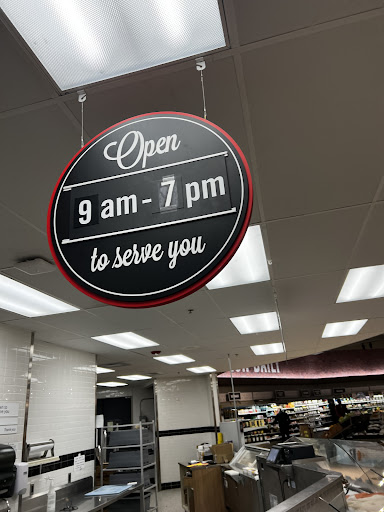 Open
9 am - 7 pm
to serve you